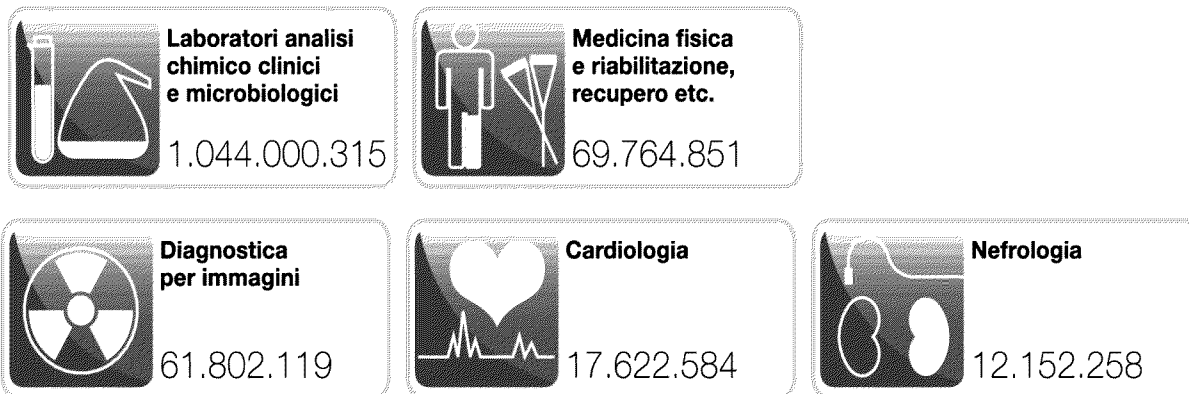 Laboratori analisi
chimico clinici
e microbiologici
1.044.000.315
Medicina fisica
e riabilitazione,
recupero etc.
69.764.851
Diagnostica
per immagini
61.802.119
Cardiologia
17.622.584
Nefrologia
12.152.258